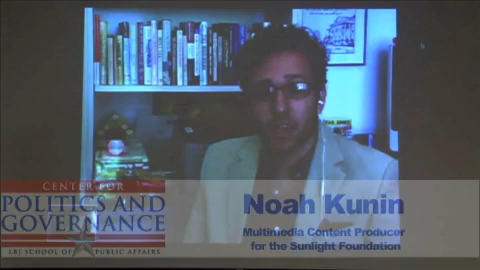 CENTER FOR
POLITICS AND
GOVERNANCE
LBJ SCHOOL OF PUBLIC AFFAIRS
Noah Kunin
Multimedia Content Producer
for the Sunlight Foundation